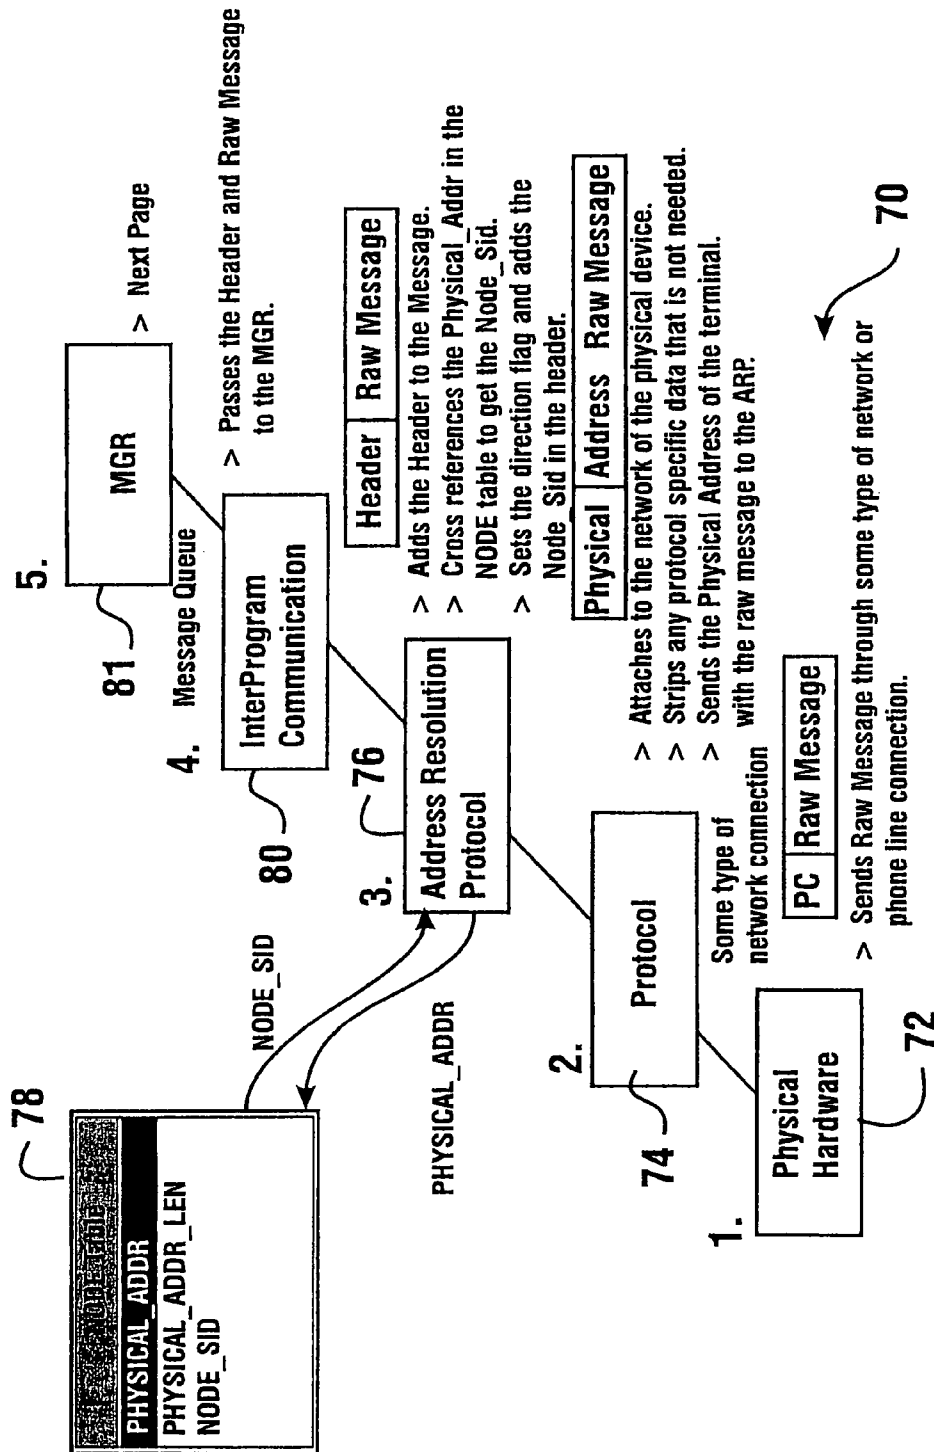 78
NODE table
PHYSICAL_ADDR
PHYSICAL_ADDR_LEN
NODE_SID
NODE_SID
PHYSICAL_ADDR
5.
MGR
81
> Next Page
Message Queue
4.
InterProgram
Communication
80
> Passes the Header and Raw Message
to the MGR.
Header | Raw Message
3.
76
Address Resolution
Protocol
> Adds the Header to the Message.
> Cross references the Physical_Addr in the
NODE table to get the Node_Sid.
> Sets the direction flag and adds the
Node_Sid in the header.
Physical | Address Raw Message
2.
Protocol
74
> Attaches to the network of the physical device.
> Strips any protocol specific data that is not needed.
> Sends the Physical Address of the terminal.
with the raw message to the ARP.
Some type of
network connection
1.
Physical
Hardware
72
PC | Raw Message
> Sends Raw Message through some type of network or
phone line connection.
70